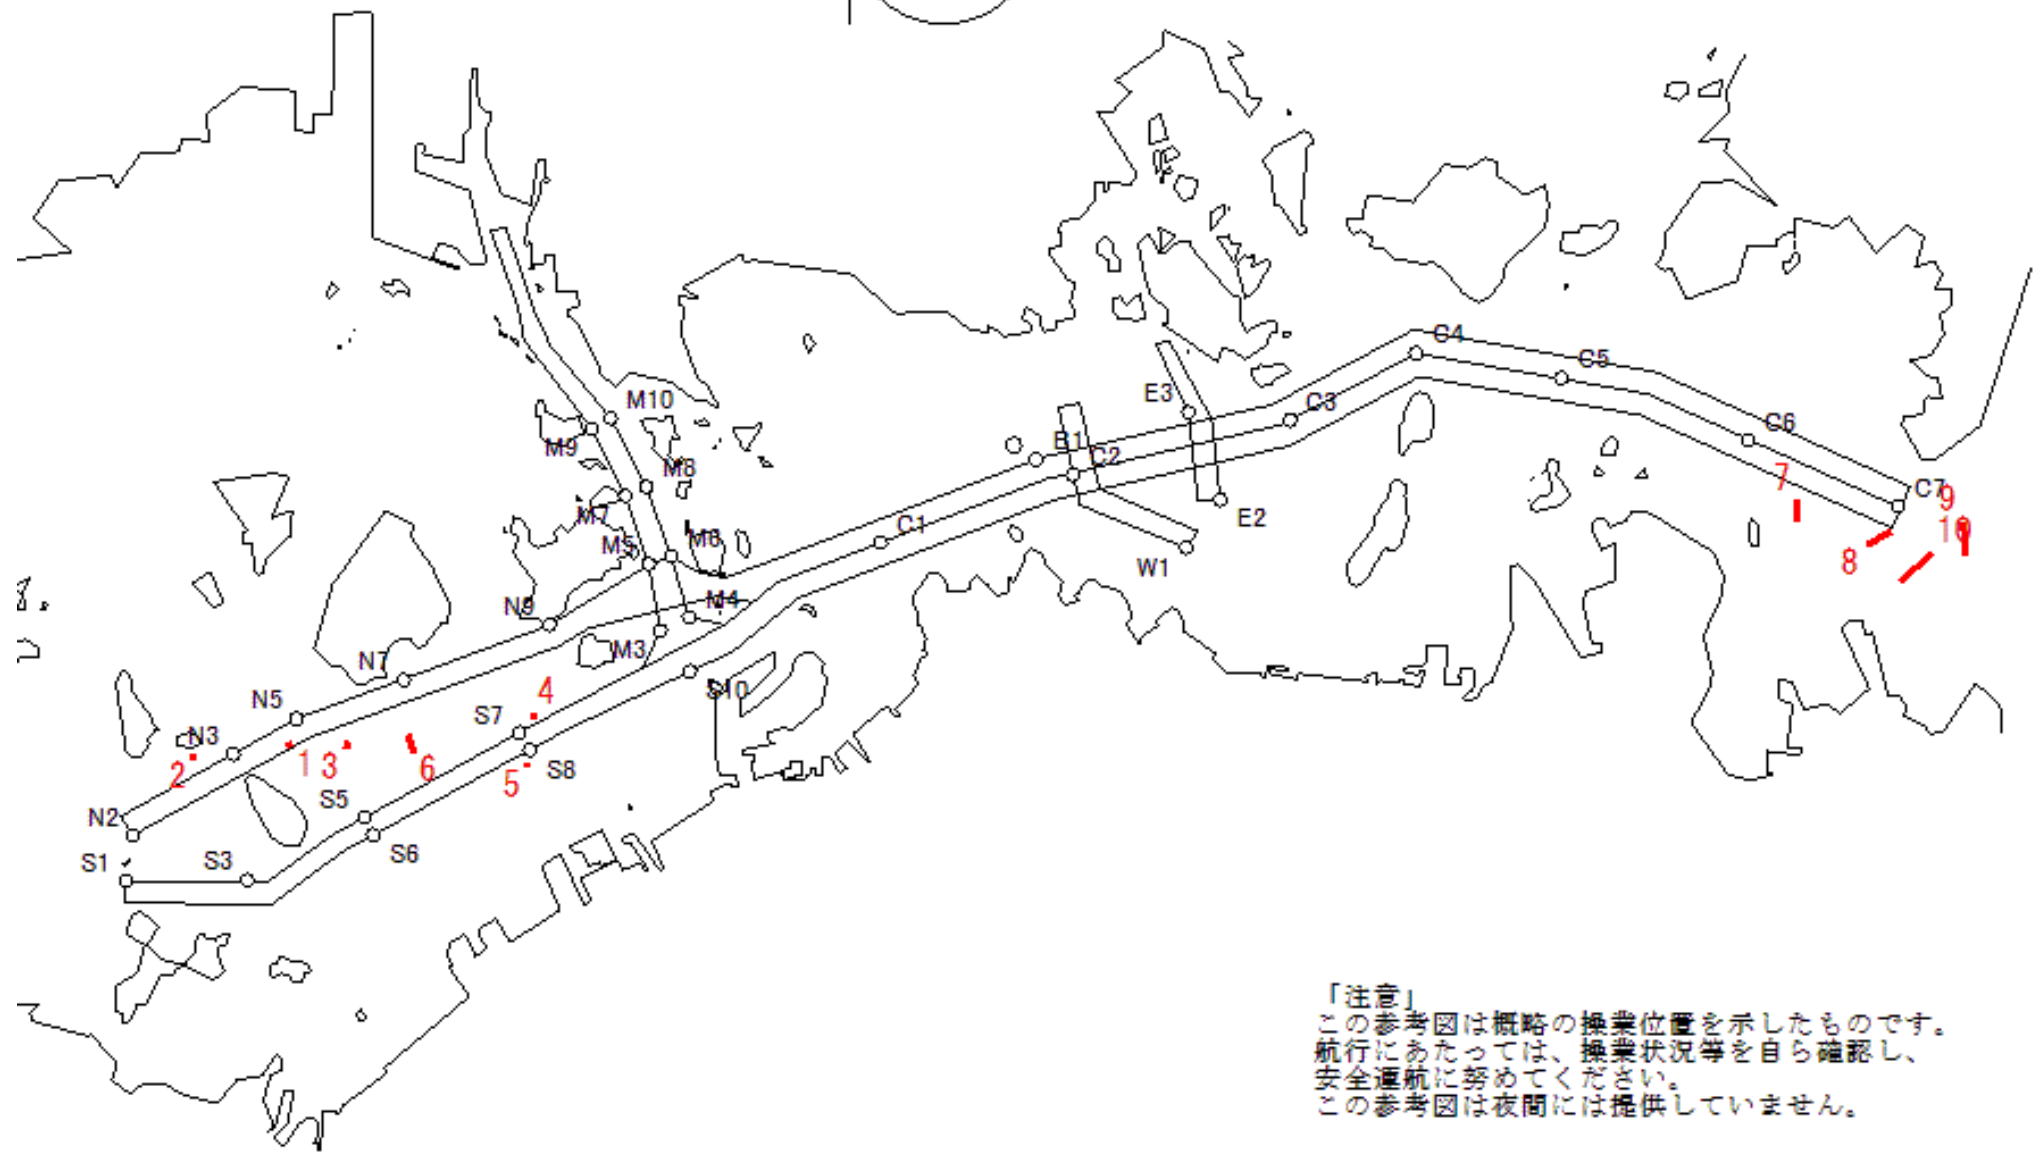 C4
C5
M10
E3
C3
C6
M9
B1
C2
M8
7
C7
9
M7
E2
C1
10
M5
M6
W1
8
N9
M4
M3
N7
S10
4
N5
S7
N3
1
3
6
2
5
S8
S5
N2
S6
S1
S3
「注意」
この参考図は概略の操業位置を示したものです。
航行にあたっては、操業状況等を自ら確認し、
安全運航に努めてください。
この参考図は夜間には提供していません。